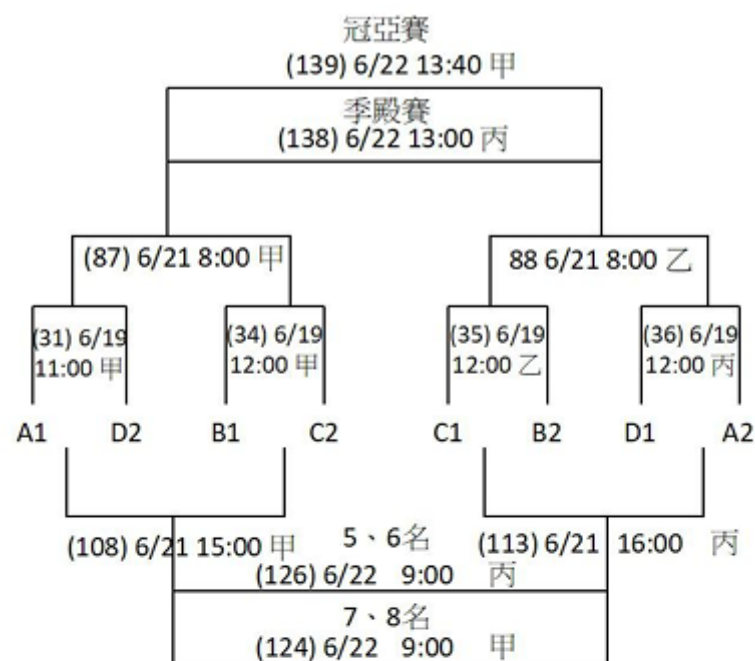 冠亞賽
(139) 6/22 13:40 甲
季殿賽
(138) 6/22 13:00 丙
(87) 6/21 8:00 甲
88 6/21 8:00 乙
(31) 6/19
11:00 甲
(34) 6/19
12:00 甲
(35) 6/19
12:00 乙
(36) 6/19
12:00 丙
A1 D2 B1 C2 C1 B2 D1 A2
(108) 6/21 15:00 甲
5、6名
(113) 6/21 16:00 丙
(126) 6/22 9:00 丙
7、8名
(124) 6/22 9:00 甲